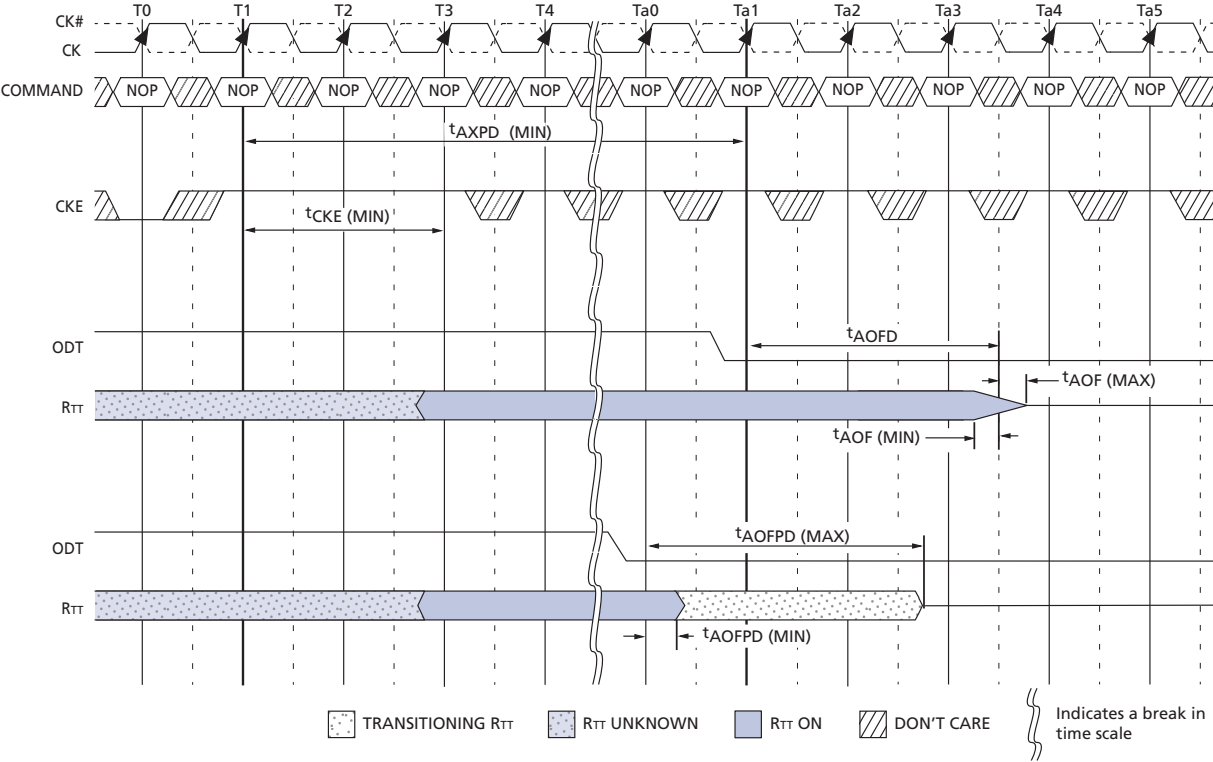 T0 T1 T2 T3 T4 Ta0 Ta1 Ta2 Ta3 Ta4 Ta5
CK#
CK
COMMAND NOP NOP NOP NOP NOP NOP NOP NOP NOP NOP NOP
tAXPD (MIN)
CKE
tCKE (MIN)
ODT
tAOFD
RTT
tAOF (MAX)
tAOF (MIN)
ODT
tAOFPD (MAX)
RTT
tAOFPD (MIN)
TRANSITIONING RTT RTT UNKNOWN RTT ON DON'T CARE
Indicates a break in
time scale